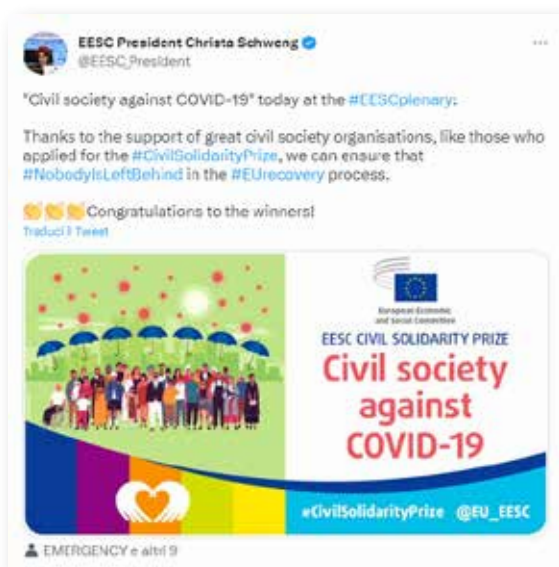 EESC President Christa Schweng
@EESC_President
"Civil society against COVID-19" today at the #EESCplenary:
Thanks to the support of great civil society organisations, like those who
applied for the #CivilSolidarityPrize, we can ensure that
#NobodyIsLeftBehind in the #EUrecovery process.
👏👏👏Congratulations to the winners!
Traduci il Tweet
European Economic
and Social Committee
EESC CIVIL SOLIDARITY PRIZE
Civil society
against
COVID-19
#CivilSolidarityPrize @EU_EESC
EMERGENCY e altri 9